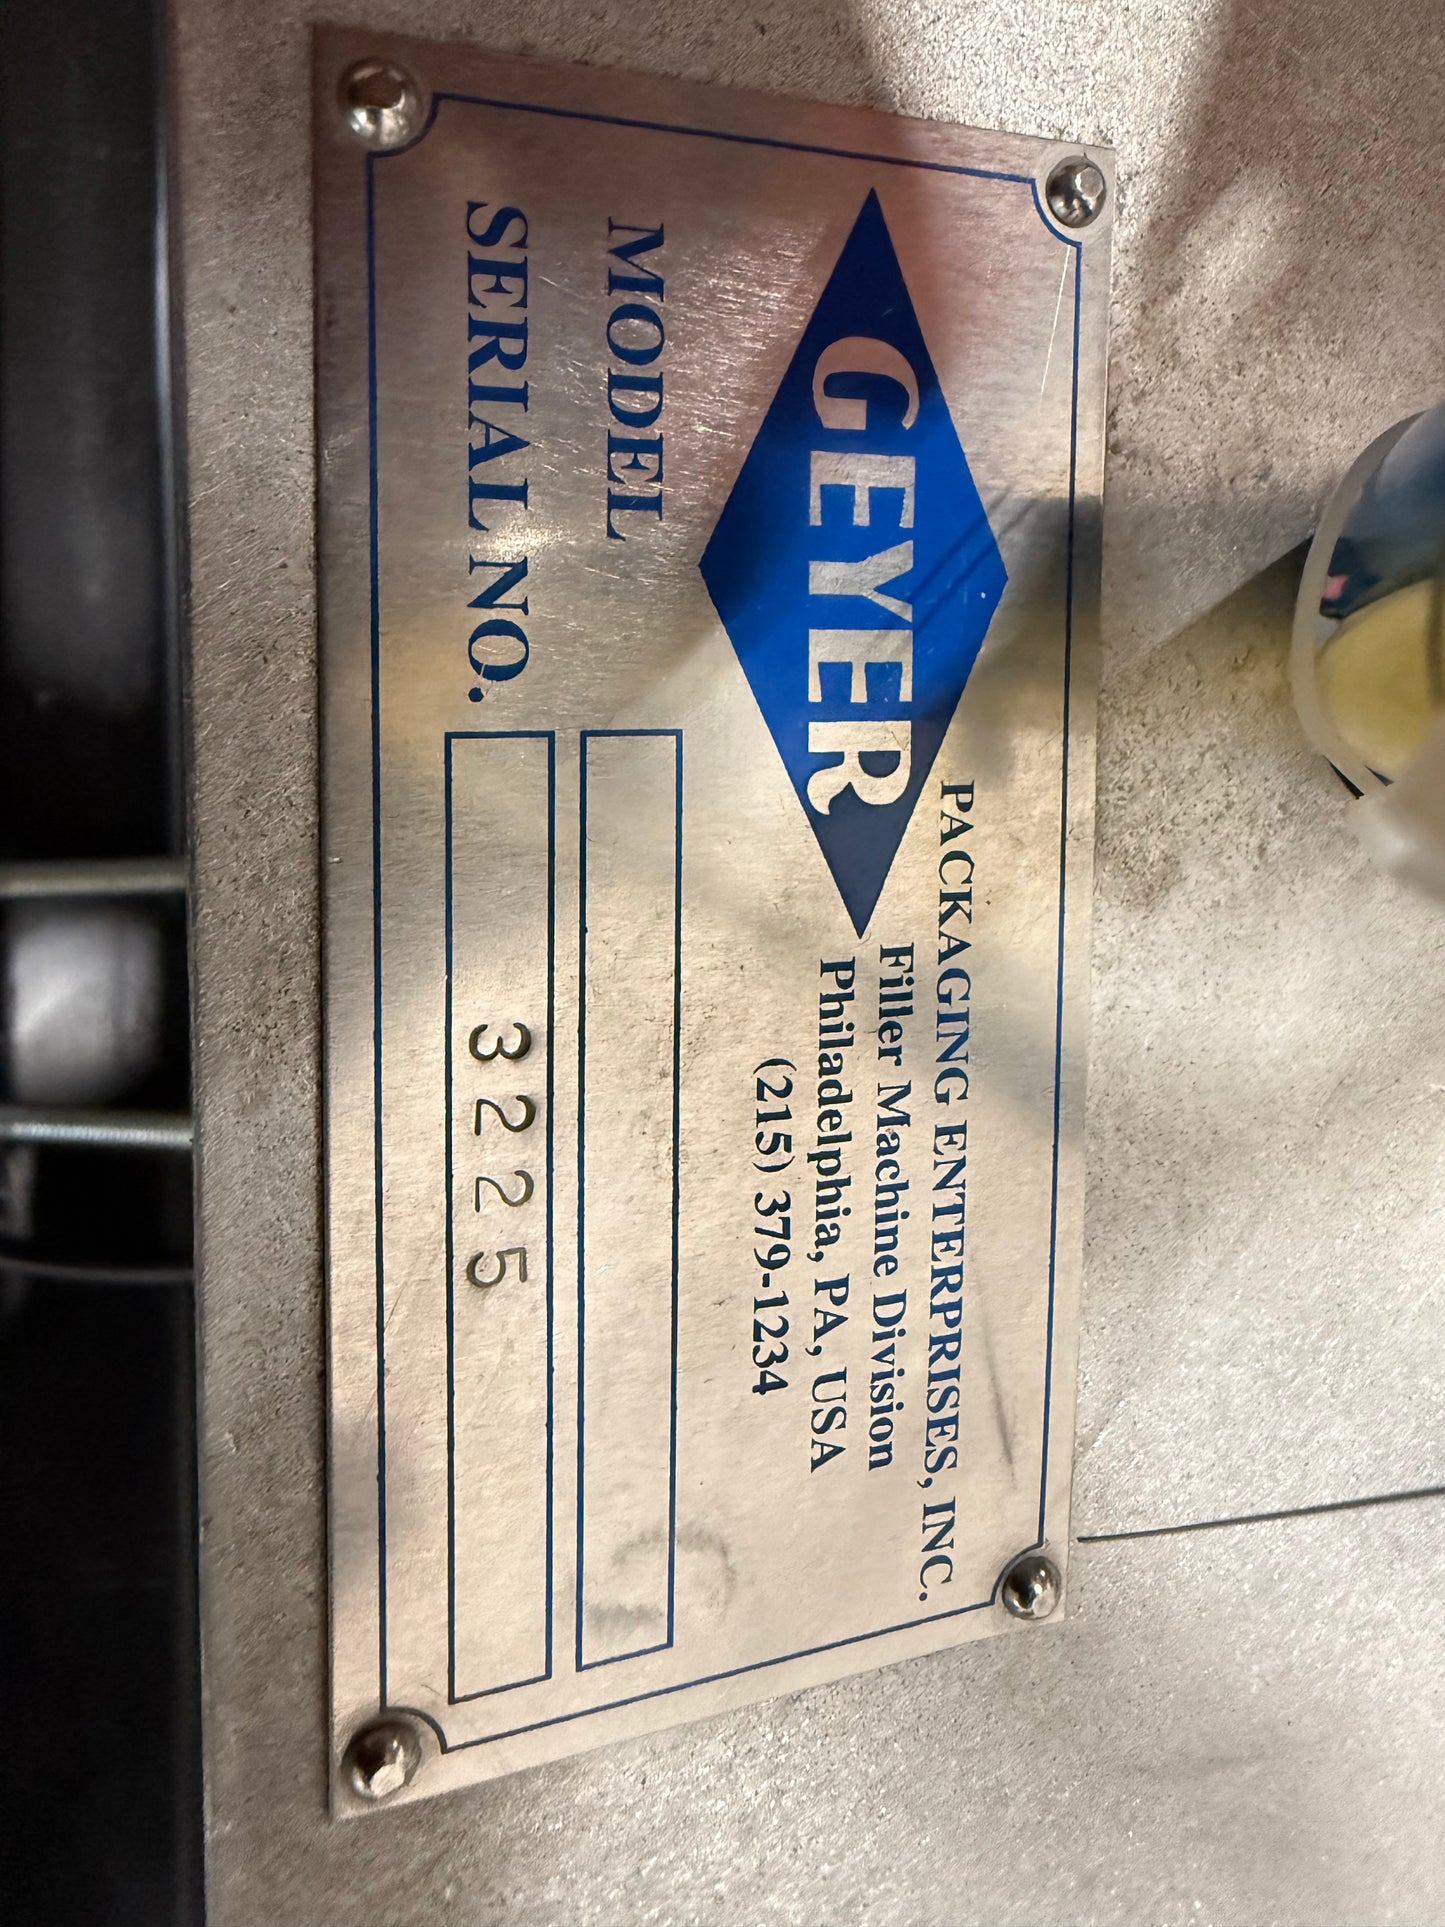 GEYER
PACKAGING ENTERPRISES, INC.
Filler Machine Division
Philadelphia, PA, USA
(215) 379-1234
MODEL
SERIAL NO. 3225